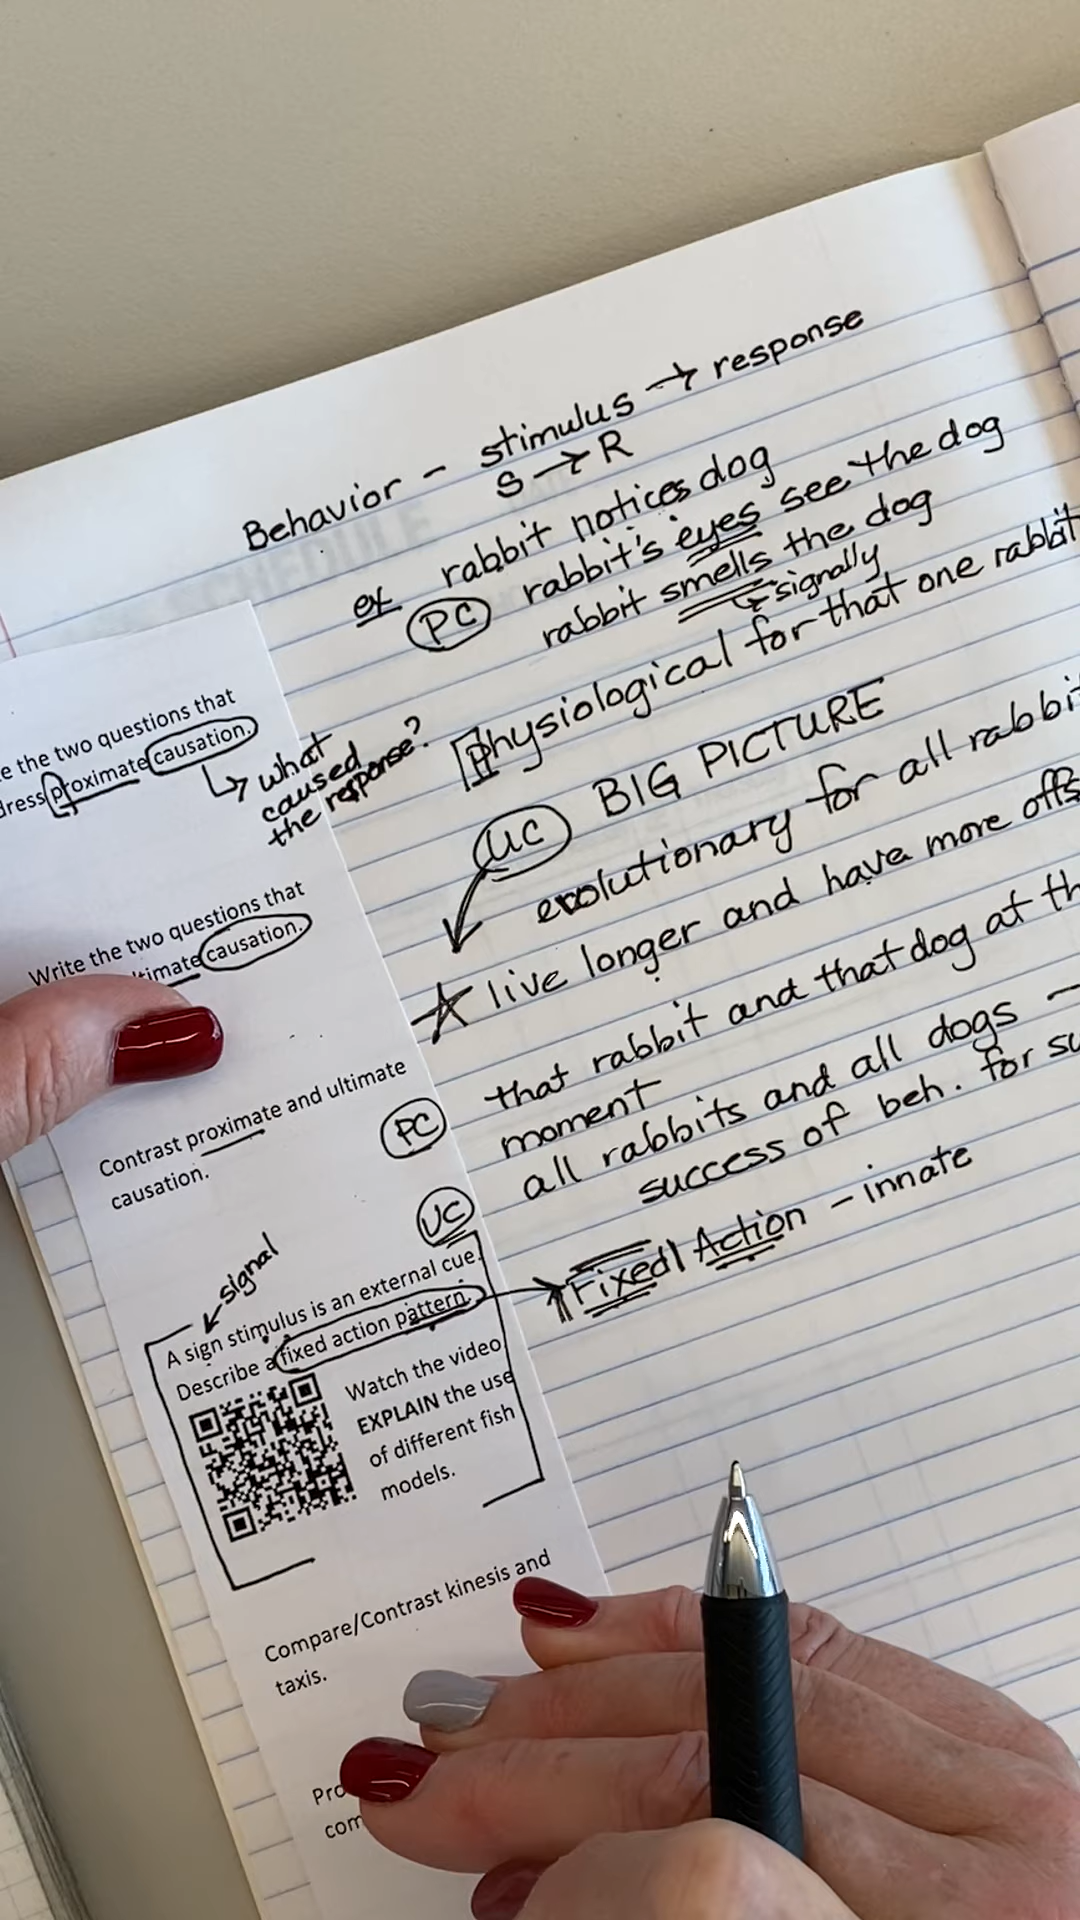 Behavior - stimulus → response
S → R
ex rabbit notices dog
PC rabbit's eyes see the dog
rabbit smells the dog
↳ signally
Physiological for that one rabbit
UC BIG PICTURE
evolutionary for all rabbit
live longer and have more offs
that rabbit and that dog at th
moment
all rabbits and all dogs -
success of beh. for su
Fixed Action - innate
e the two questions that
dress proximate causation.
↳ what
caused
the response?
Write the two questions that
timate causation.
Contrast proximate and ultimate
causation.
PC
UC
signal
A sign stimulus is an external cue.
Describe a fixed action pattern.
Watch the video
EXPLAIN the use
of different fish
models.
Compare/Contrast kinesis and
taxis.
Pro
com